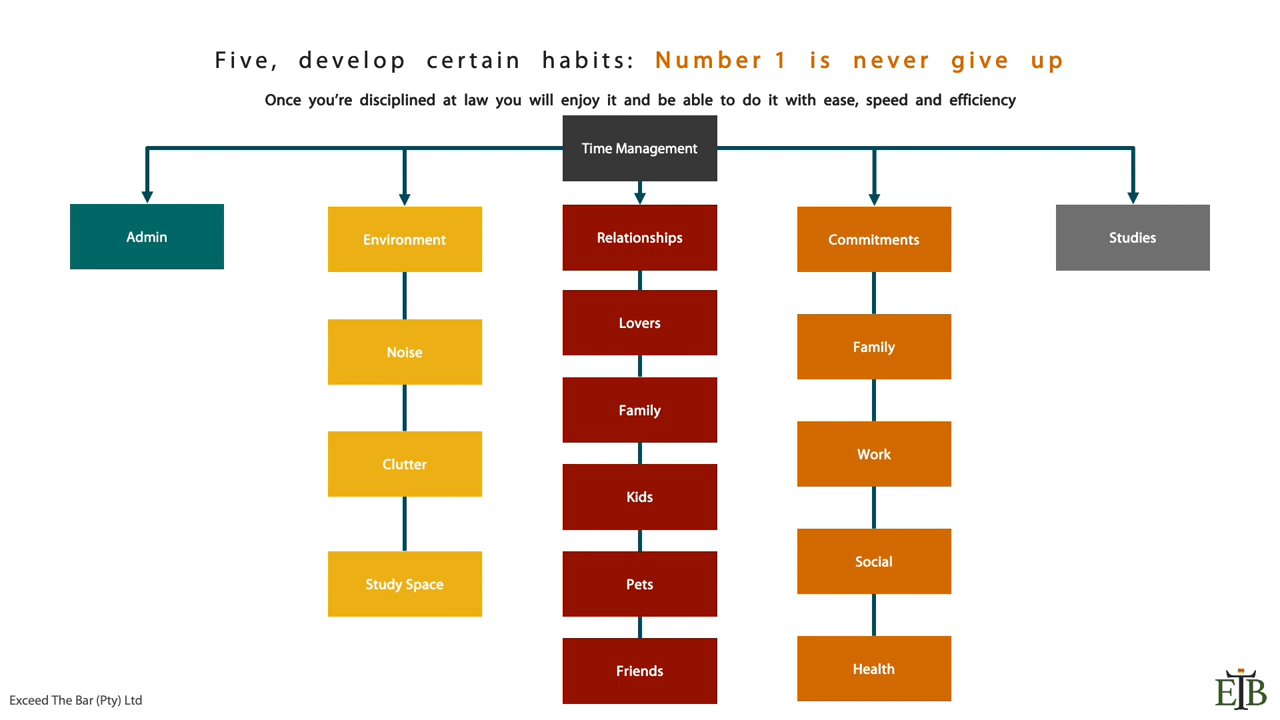 Five, develop certain habits: Number 1 is never give up
Once you're disciplined at law you will enjoy it and be able to do it with ease, speed and efficiency
Time Management
Admin
Environment
Noise
Clutter
Study Space
Relationships
Lovers
Family
Kids
Pets
Friends
Commitments
Family
Work
Social
Health
Studies
Exceed The Bar (Pty) Ltd
ETB